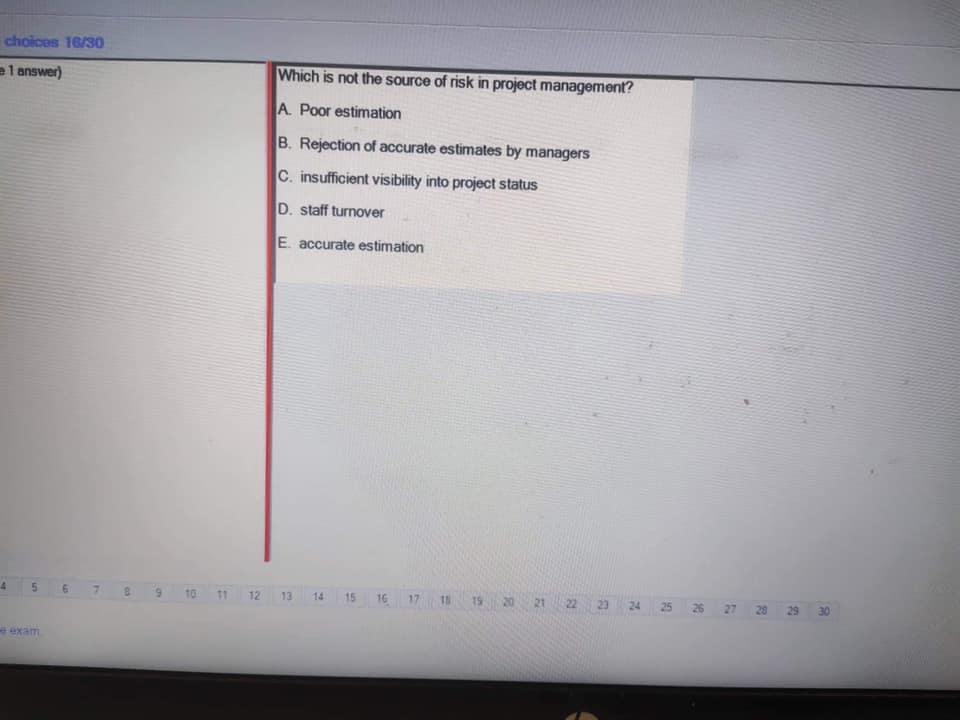 choices 16/30
1 answer)
Which is not the source of risk in project management?
A. Poor estimation
B. Rejection of accurate estimates by managers
C. insufficient visibility into project status
D. staff turnover
E. accurate estimation
4 5 6 7 8 9 10 11 12 13 14 15 16 17 18 19 20 21 22 23 24 25 26 27 28 29 30
e exam.